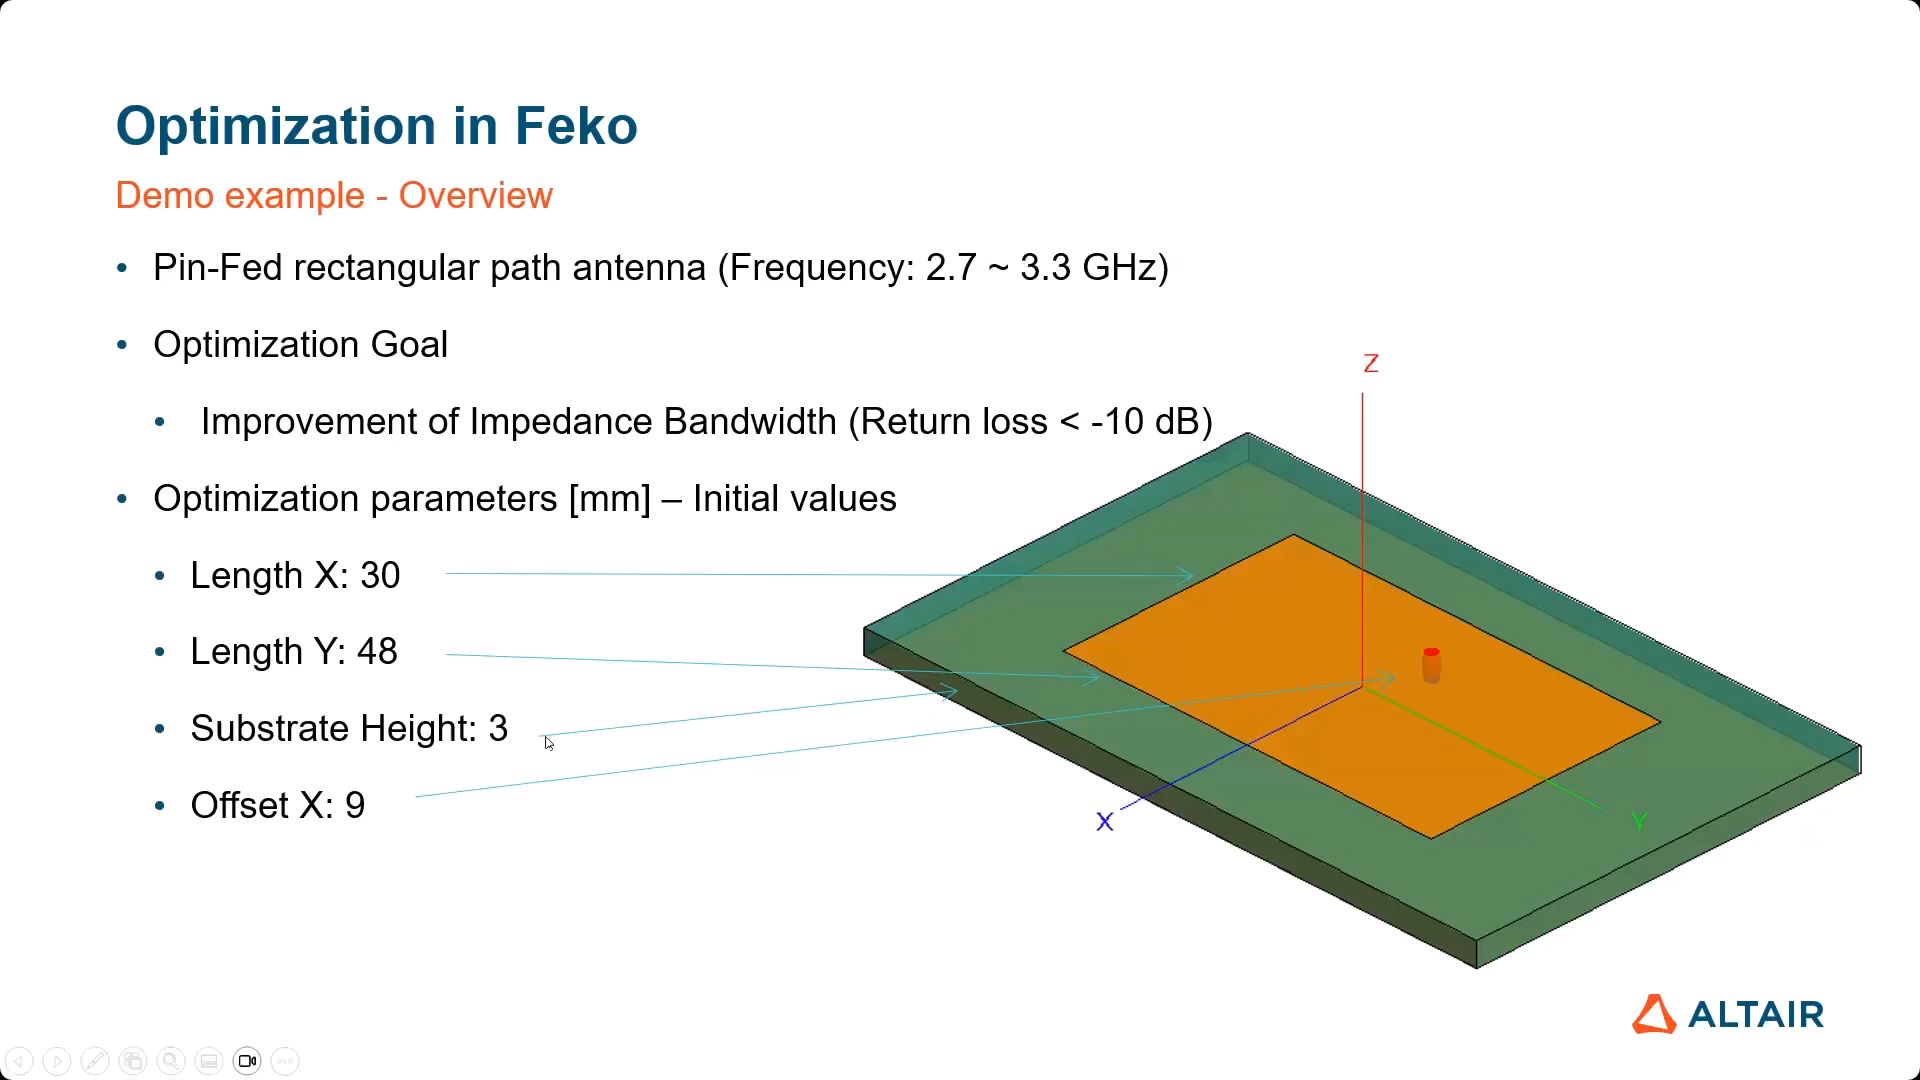 Optimization in Feko
Demo example - Overview
• Pin-Fed rectangular path antenna (Frequency: 2.7 ~ 3.3 GHz)
• Optimization Goal
• Improvement of Impedance Bandwidth (Return loss < -10 dB)
• Optimization parameters [mm] – Initial values
• Length X: 30
• Length Y: 48
• Substrate Height: 3
• Offset X: 9
Z
X
Y
ALTAIR